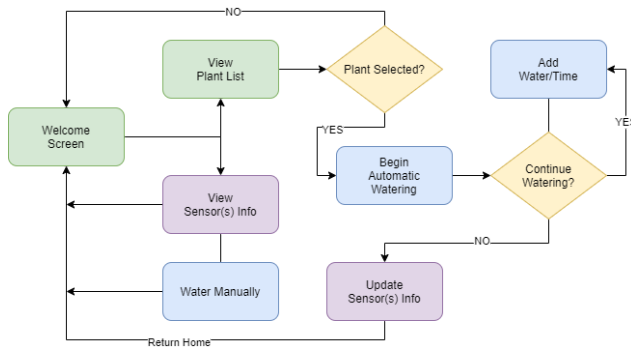 NO
View
Plant List
Plant Selected?
Add
Water/Time
Welcome
Screen
YES
YES
Begin
Automatic
Watering
Continue
Watering?
View
Sensor(s) Info
NO
Water Manually
Update
Sensor(s) Info
Return Home